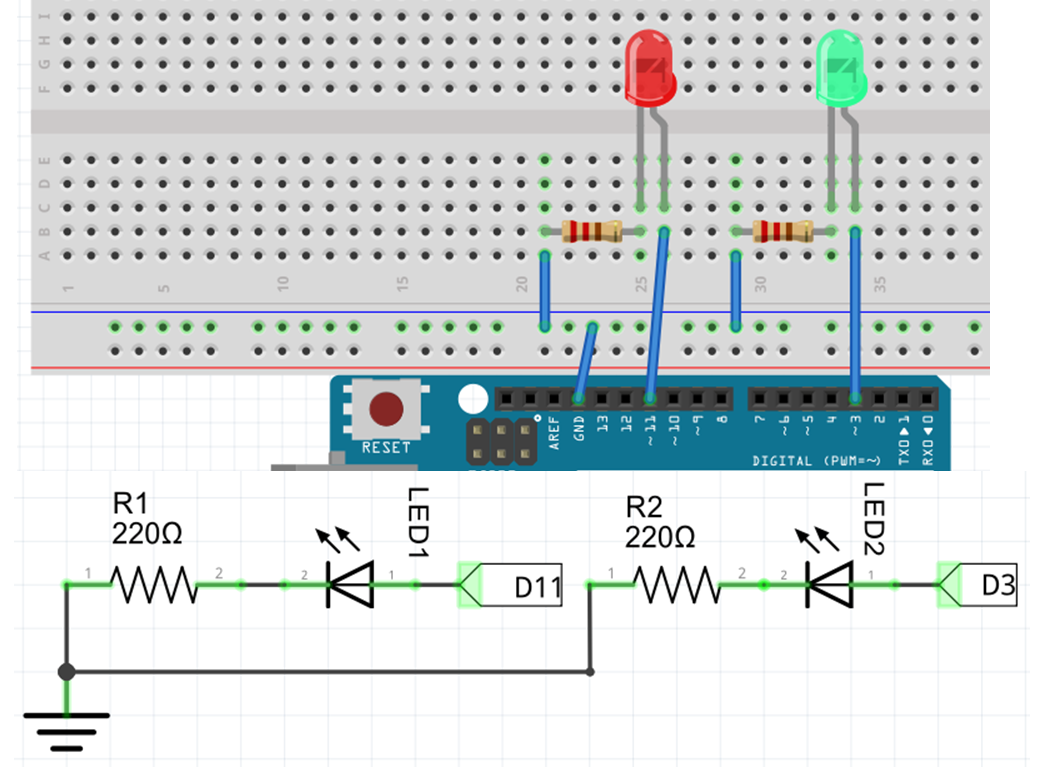 I
H
G
F
E
D
C
B
A
1 5 10 15 20 25 30 35
RESET
AREF
GND
13
12
~11
~10
~9
8
7
~6
~5
4
~3
2
TXD▶1
RXD◀0
DIGITAL (PWM=~)
R1
220Ω
1 2
2 1
LED1
D11
R2
220Ω
1 2
2 1
LED2
D3